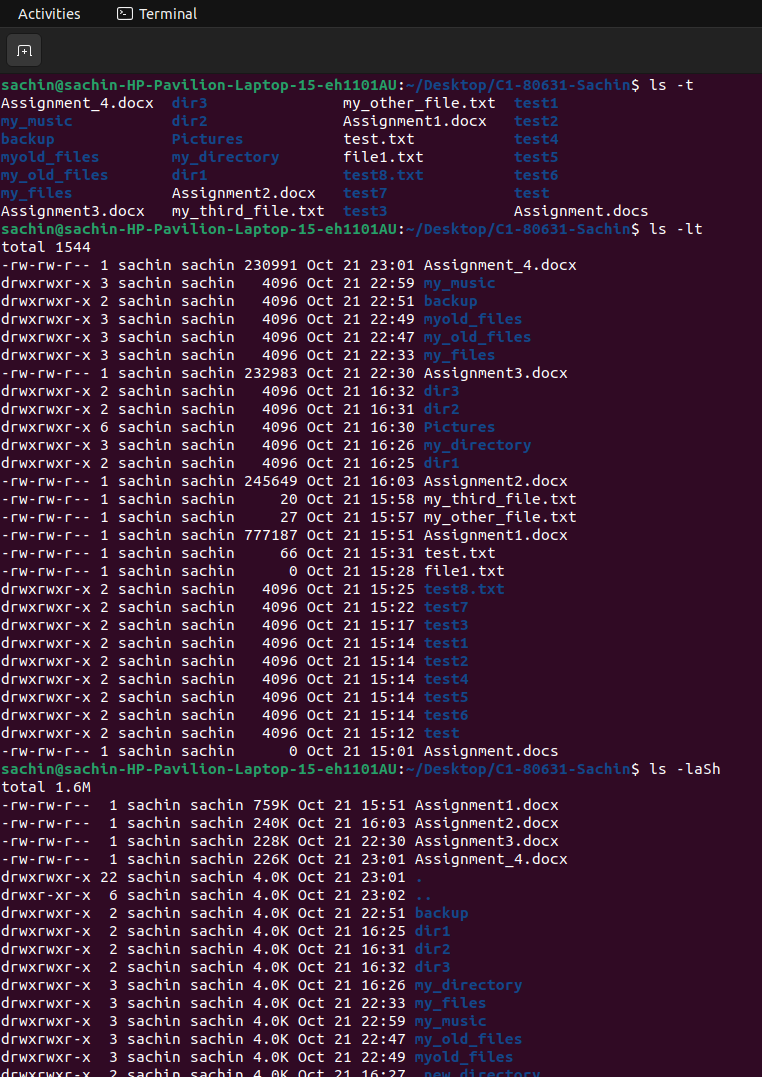 Activities Terminal
sachin@sachin-HP-Pavilion-Laptop-15-eh1101AU:~/Desktop/C1-80631-Sachin$ ls -t
Assignment_4.docx dir3 my_other_file.txt test1
my_music dir2 Assignment1.docx test2
backup Pictures test.txt test4
myold_files my_directory file1.txt test5
my_old_files dir1 test8.txt test6
my_files Assignment2.docx test7 test
Assignment3.docx my_third_file.txt test3 Assignment.docs
sachin@sachin-HP-Pavilion-Laptop-15-eh1101AU:~/Desktop/C1-80631-Sachin$ ls -lt
total 1544
-rw-rw-r-- 1 sachin sachin 230991 Oct 21 23:01 Assignment_4.docx
drwxrwxr-x 3 sachin sachin 4096 Oct 21 22:59 my_music
drwxrwxr-x 2 sachin sachin 4096 Oct 21 22:51 backup
drwxrwxr-x 3 sachin sachin 4096 Oct 21 22:49 myold_files
drwxrwxr-x 3 sachin sachin 4096 Oct 21 22:47 my_old_files
drwxrwxr-x 3 sachin sachin 4096 Oct 21 22:33 my_files
-rw-rw-r-- 1 sachin sachin 232983 Oct 21 22:30 Assignment3.docx
drwxrwxr-x 2 sachin sachin 4096 Oct 21 16:32 dir3
drwxrwxr-x 2 sachin sachin 4096 Oct 21 16:31 dir2
drwxrwxr-x 6 sachin sachin 4096 Oct 21 16:30 Pictures
drwxrwxr-x 3 sachin sachin 4096 Oct 21 16:26 my_directory
drwxrwxr-x 2 sachin sachin 4096 Oct 21 16:25 dir1
-rw-rw-r-- 1 sachin sachin 245649 Oct 21 16:03 Assignment2.docx
-rw-rw-r-- 1 sachin sachin 20 Oct 21 15:58 my_third_file.txt
-rw-rw-r-- 1 sachin sachin 27 Oct 21 15:57 my_other_file.txt
-rw-rw-r-- 1 sachin sachin 777187 Oct 21 15:51 Assignment1.docx
-rw-rw-r-- 1 sachin sachin 66 Oct 21 15:31 test.txt
-rw-rw-r-- 1 sachin sachin 0 Oct 21 15:28 file1.txt
drwxrwxr-x 2 sachin sachin 4096 Oct 21 15:25 test8.txt
drwxrwxr-x 2 sachin sachin 4096 Oct 21 15:22 test7
drwxrwxr-x 2 sachin sachin 4096 Oct 21 15:17 test3
drwxrwxr-x 2 sachin sachin 4096 Oct 21 15:14 test1
drwxrwxr-x 2 sachin sachin 4096 Oct 21 15:14 test2
drwxrwxr-x 2 sachin sachin 4096 Oct 21 15:14 test4
drwxrwxr-x 2 sachin sachin 4096 Oct 21 15:14 test5
drwxrwxr-x 2 sachin sachin 4096 Oct 21 15:14 test6
drwxrwxr-x 2 sachin sachin 4096 Oct 21 15:12 test
-rw-rw-r-- 1 sachin sachin 0 Oct 21 15:01 Assignment.docs
sachin@sachin-HP-Pavilion-Laptop-15-eh1101AU:~/Desktop/C1-80631-Sachin$ ls -laSh
total 1.6M
-rw-rw-r-- 1 sachin sachin 759K Oct 21 15:51 Assignment1.docx
-rw-rw-r-- 1 sachin sachin 240K Oct 21 16:03 Assignment2.docx
-rw-rw-r-- 1 sachin sachin 228K Oct 21 22:30 Assignment3.docx
-rw-rw-r-- 1 sachin sachin 226K Oct 21 23:01 Assignment_4.docx
drwxrwxr-x 22 sachin sachin 4.0K Oct 21 23:01 .
drwxr-xr-x 6 sachin sachin 4.0K Oct 21 23:02 ..
drwxrwxr-x 2 sachin sachin 4.0K Oct 21 22:51 backup
drwxrwxr-x 2 sachin sachin 4.0K Oct 21 16:25 dir1
drwxrwxr-x 2 sachin sachin 4.0K Oct 21 16:31 dir2
drwxrwxr-x 2 sachin sachin 4.0K Oct 21 16:32 dir3
drwxrwxr-x 3 sachin sachin 4.0K Oct 21 16:26 my_directory
drwxrwxr-x 3 sachin sachin 4.0K Oct 21 22:33 my_files
drwxrwxr-x 3 sachin sachin 4.0K Oct 21 22:59 my_music
drwxrwxr-x 3 sachin sachin 4.0K Oct 21 22:47 my_old_files
drwxrwxr-x 3 sachin sachin 4.0K Oct 21 22:49 myold_files
drwxrwxr-x 2 sachin sachin 4.0K Oct 21 16:27 .new_directory